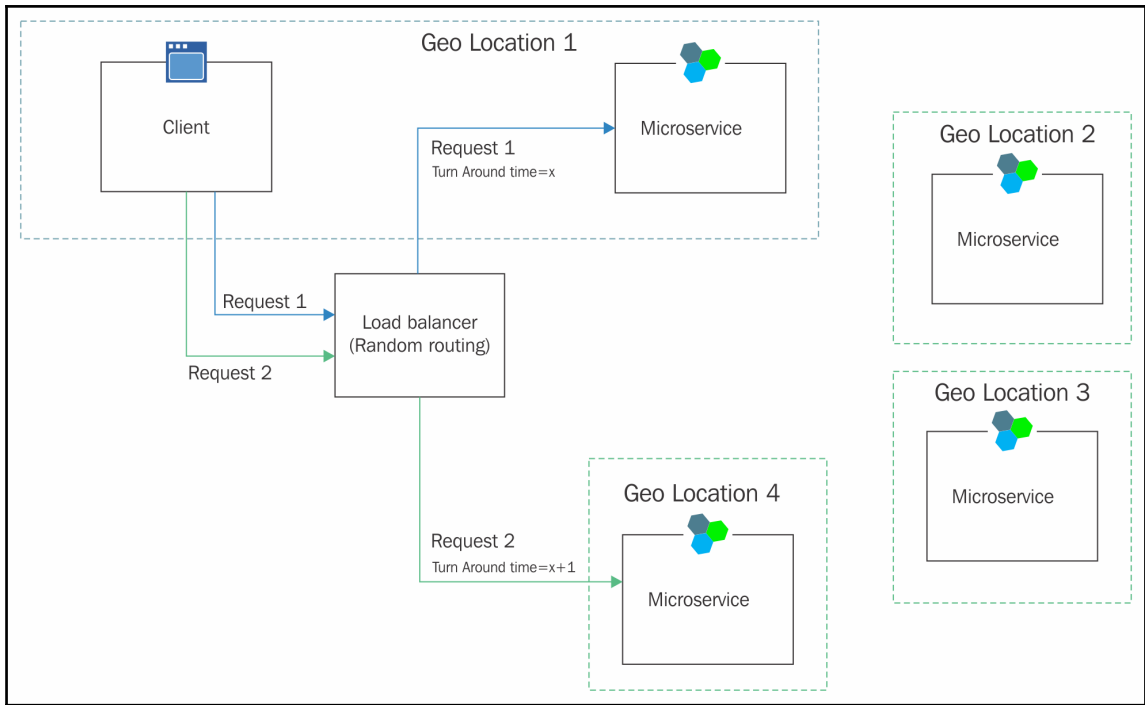 Geo Location 1
Client
Microservice
Request 1
Turn Around time=x
Geo Location 2
Microservice
Request 1
Load balancer
(Random routing)
Request 2
Geo Location 3
Microservice
Geo Location 4
Request 2
Turn Around time=x+1
Microservice